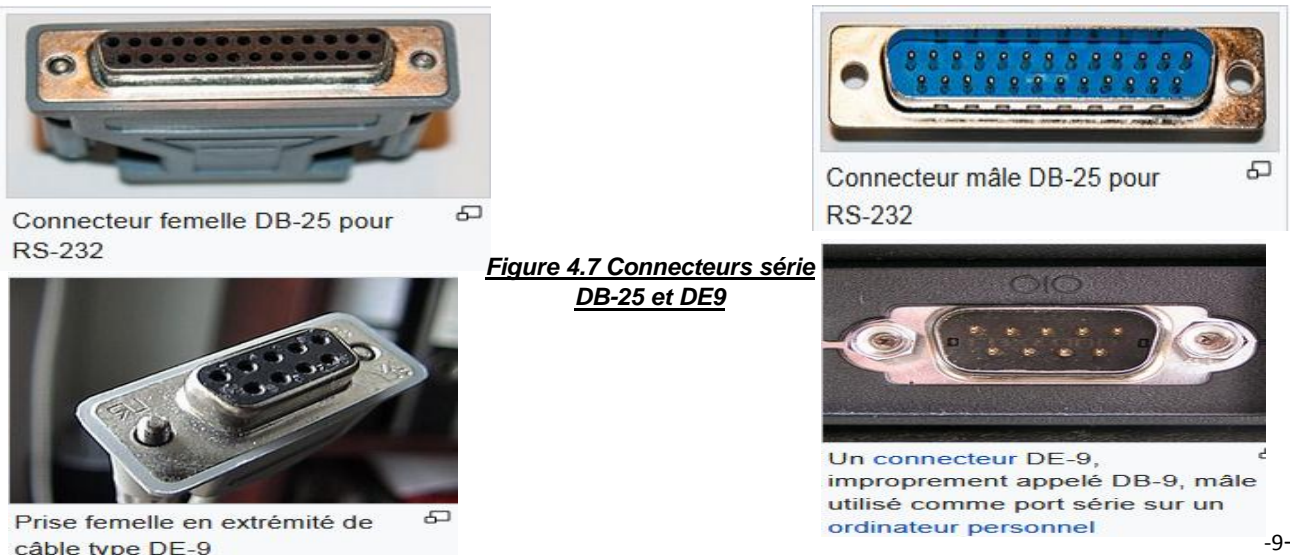 Connecteur femelle DB-25 pour
RS-232
Connecteur mâle DB-25 pour
RS-232
Figure 4.7 Connecteurs série
DB-25 et DE9
Prise femelle en extrémité de
câble type DE-9
Un connecteur DE-9,
improprement appelé DB-9, mâle
utilisé comme port série sur un
ordinateur personnel
-9-